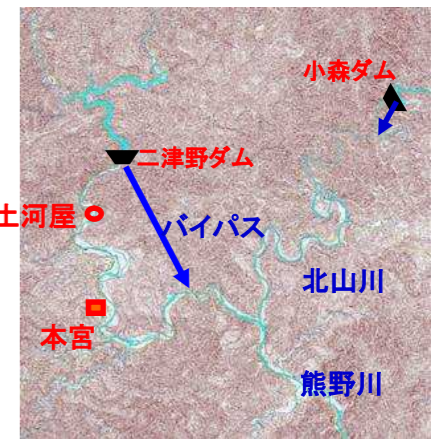 小森ダム
二津野ダム
土河屋
バイパス
北山川
本宮
熊野川